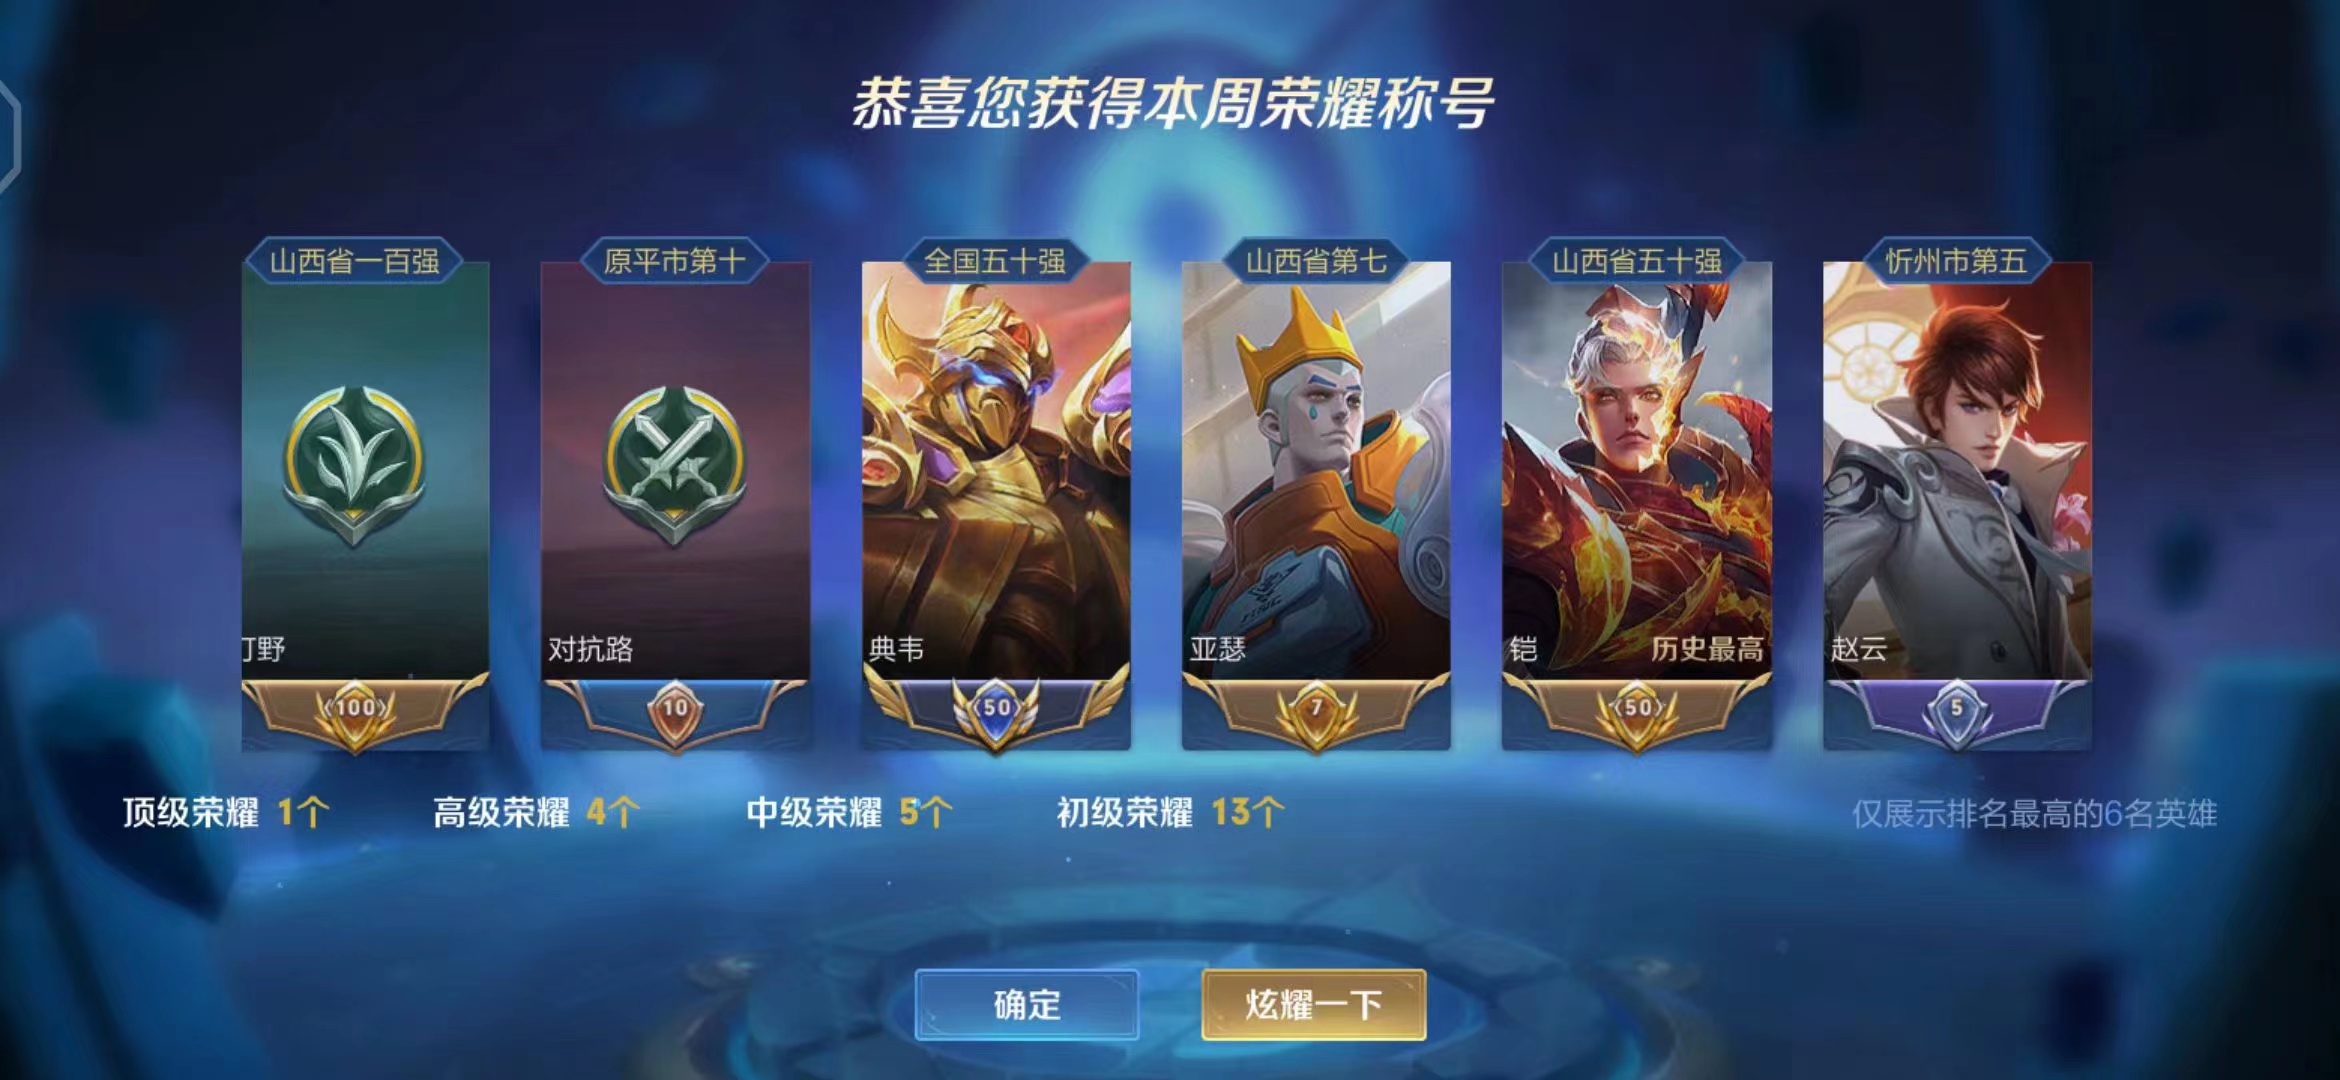 恭喜您获得本周荣耀称号
山西省一百强
原平市第十
全国五十强
山西省第七
山西省五十强
忻州市第五
打野
对抗路
典韦
亚瑟
铠
历史最高
赵云
100
10
50
7
50
5
顶级荣耀 1个
高级荣耀 4个
中级荣耀 5个
初级荣耀 13个
仅展示排名最高的6名英雄
确定
炫耀一下